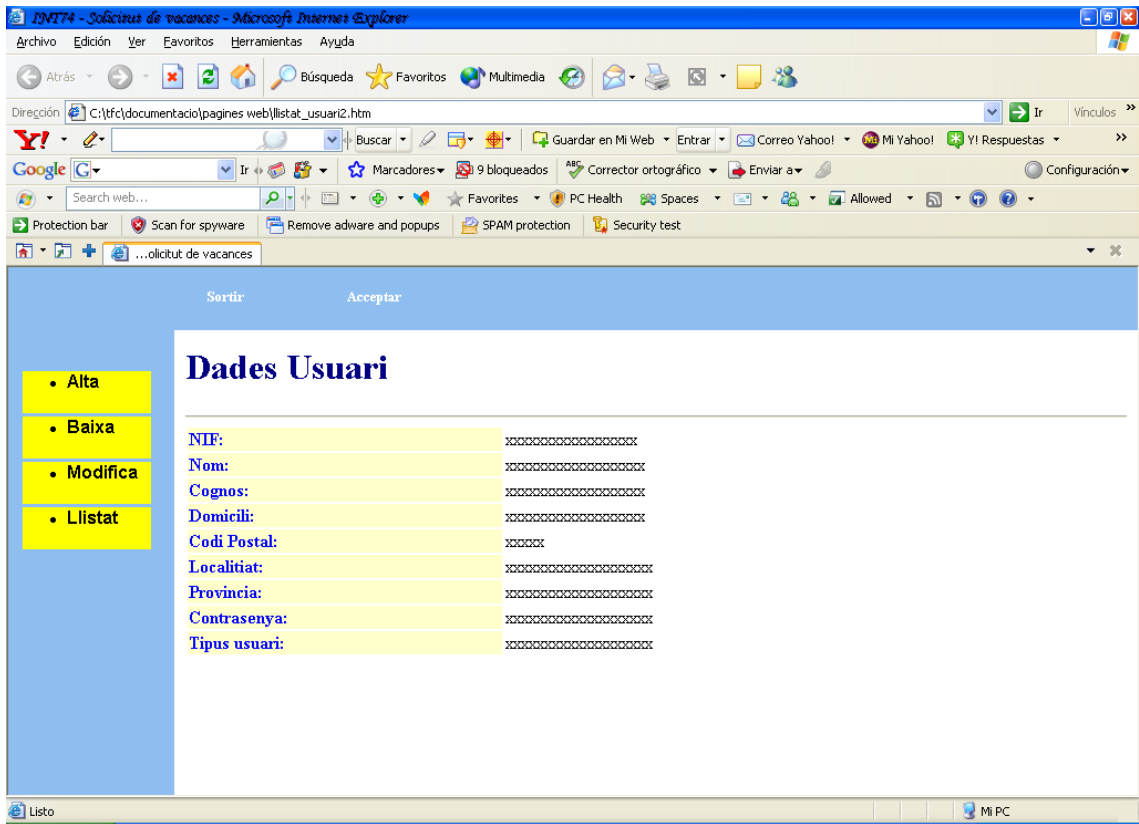 INT74 - Solicitut de vacances - Microsoft Internet Explorer
Archivo Edición Ver Favoritos Herramientas Ayuda
Atrás Búsqueda Favoritos Multimedia
Dirección C:\tfc\documentacio\pagines web\llistat_usuari2.htm Ir Vínculos »
Y! Buscar Guardar en Mi Web Entrar Correo Yahoo! Mi Yahoo! Y! Respuestas »
Google G Ir Marcadores 9 bloqueados ABC Corrector ortográfico Enviar a Configuración
Search web... Favorites PC Health Spaces Allowed
Protection bar Scan for spyware Remove adware and popups SPAM protection Security test
...olicitut de vacances
Sortir Acceptar
Dades Usuari
• Alta
• Baixa
• Modifica
• Llistat
NIF: xxxxxxxxxxxxxxxxx
Nom: xxxxxxxxxxxxxxxxxx
Cognos: xxxxxxxxxxxxxxxxxx
Domicili: xxxxxxxxxxxxxxxxxx
Codi Postal: xxxxx
Localitiat: xxxxxxxxxxxxxxxxxxx
Provincia: xxxxxxxxxxxxxxxxxxx
Contrasenya: xxxxxxxxxxxxxxxxxxx
Tipus usuari: xxxxxxxxxxxxxxxxxxx
Listo Mi PC